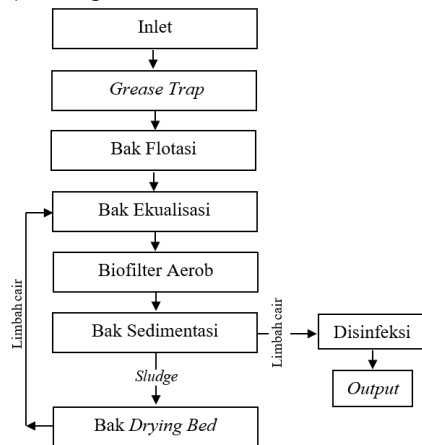 Inlet
Grease Trap
Bak Flotasi
Bak Ekualisasi
Biofilter Aerob
Bak Sedimentasi
Limbah cair
Disinfeksi
Output
Sludge
Bak Drying Bed
Limbah cair